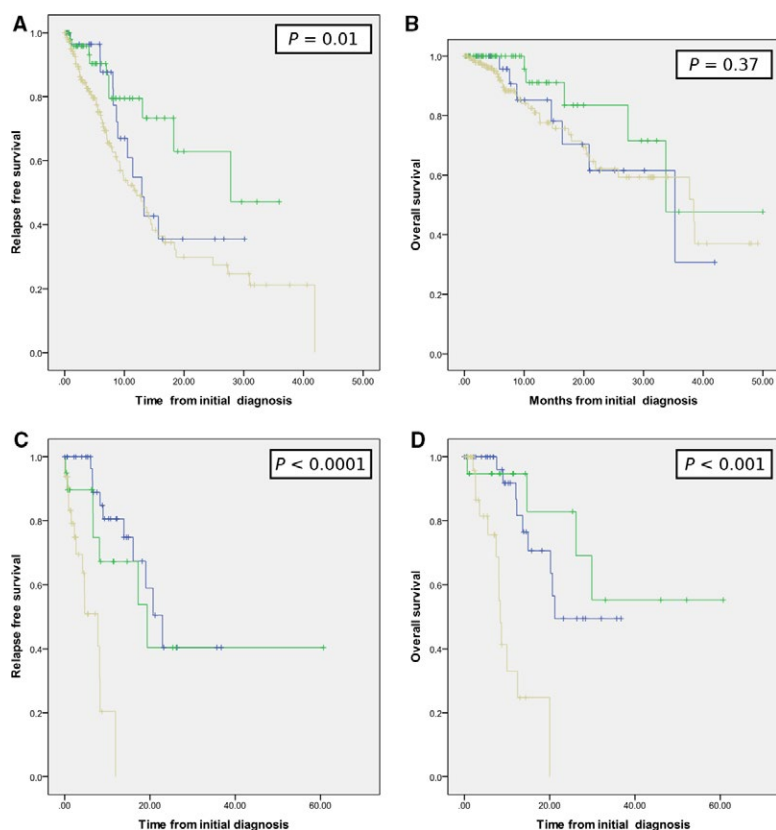 A
P = 0.01
Relapse free survival
1.0
0.8
0.6
0.4
0.2
0.0
.00 10.00 20.00 30.00 40.00 50.00
Time from initial diagnosis
B
P = 0.37
Overall survival
1.0
0.8
0.6
0.4
0.2
0.0
.00 10.00 20.00 30.00 40.00 50.00
Months from initial diagnosis
C
P < 0.0001
Relapse free survival
1.0
0.8
0.6
0.4
0.2
0.0
.00 20.00 40.00 60.00
Time from initial diagnosis
D
P < 0.001
Overall survival
1.0
0.8
0.6
0.4
0.2
0.0
.00 20.00 40.00 60.00
Time from initial diagnosis